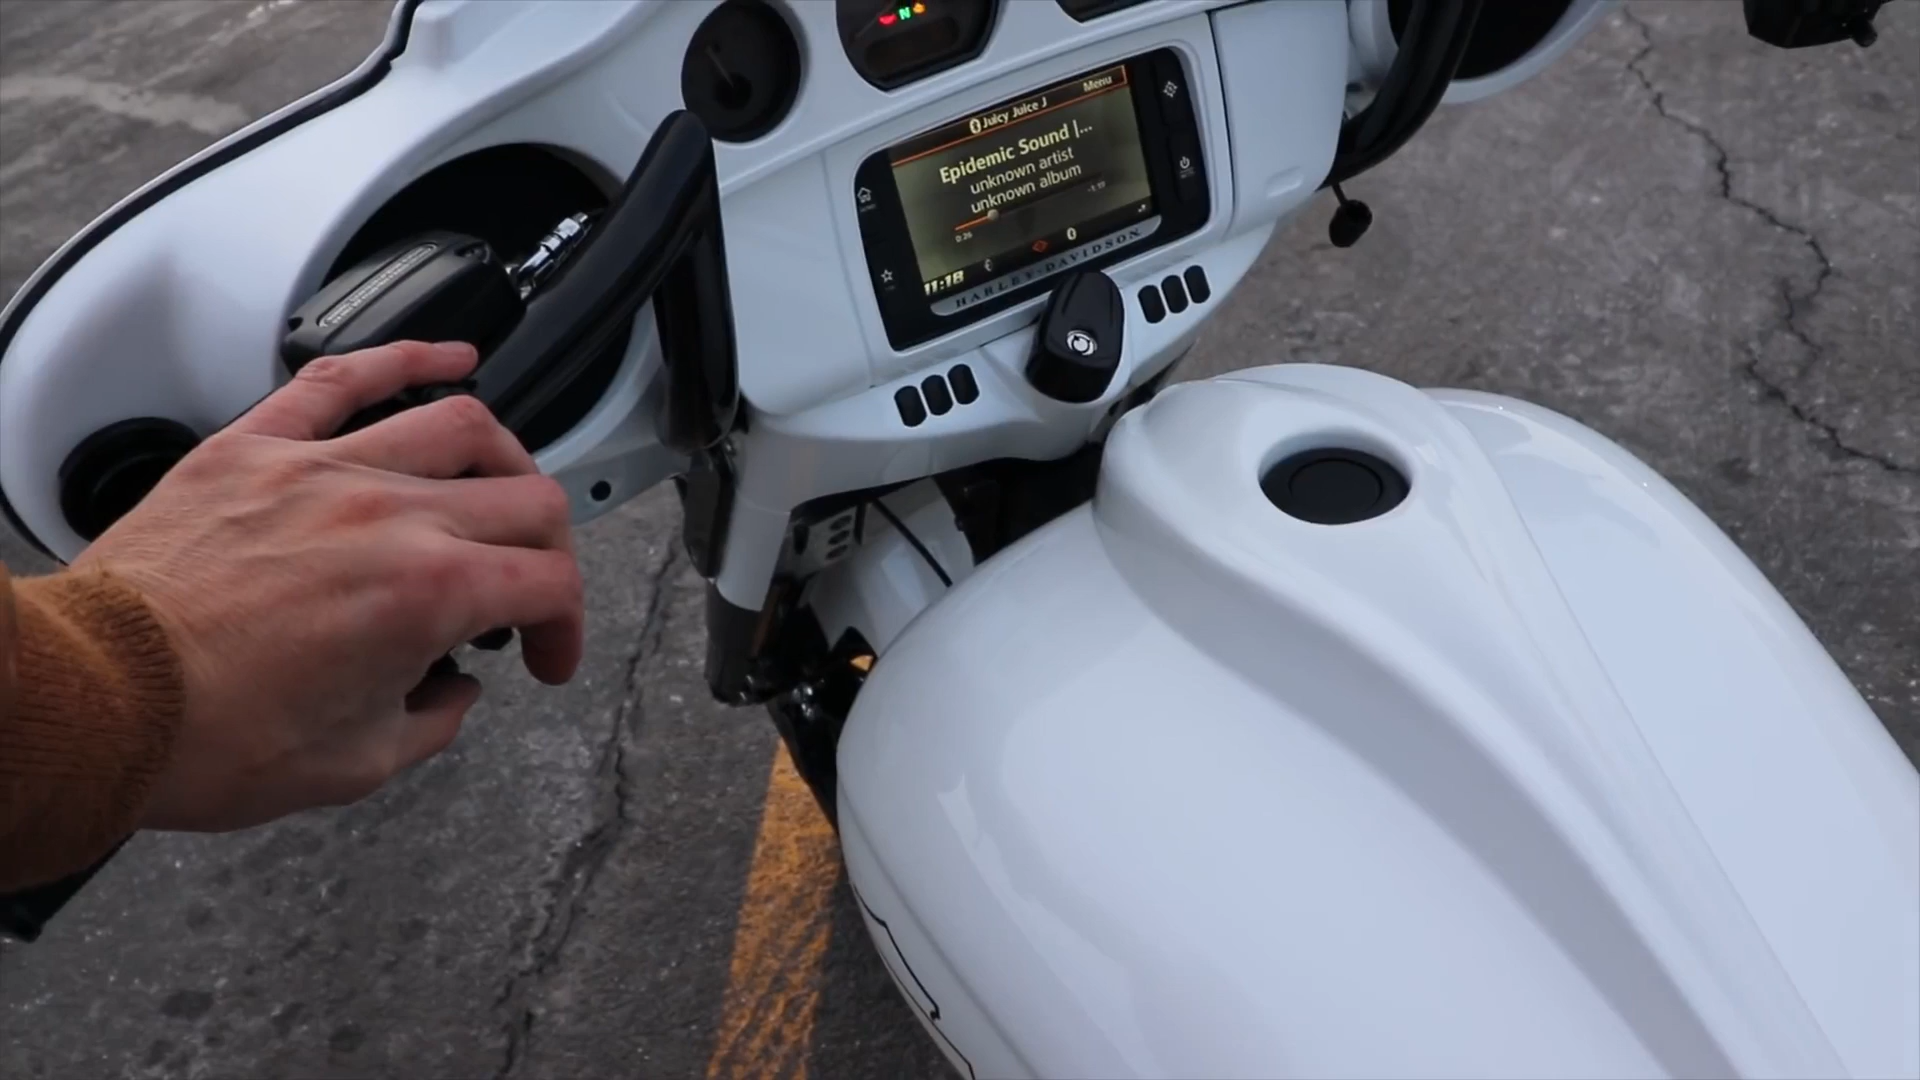 N
Juicy Juice J
Menu
Epidemic Sound |...
unknown artist
unknown album
0:26
11:18
HARLEY-DAVIDSON